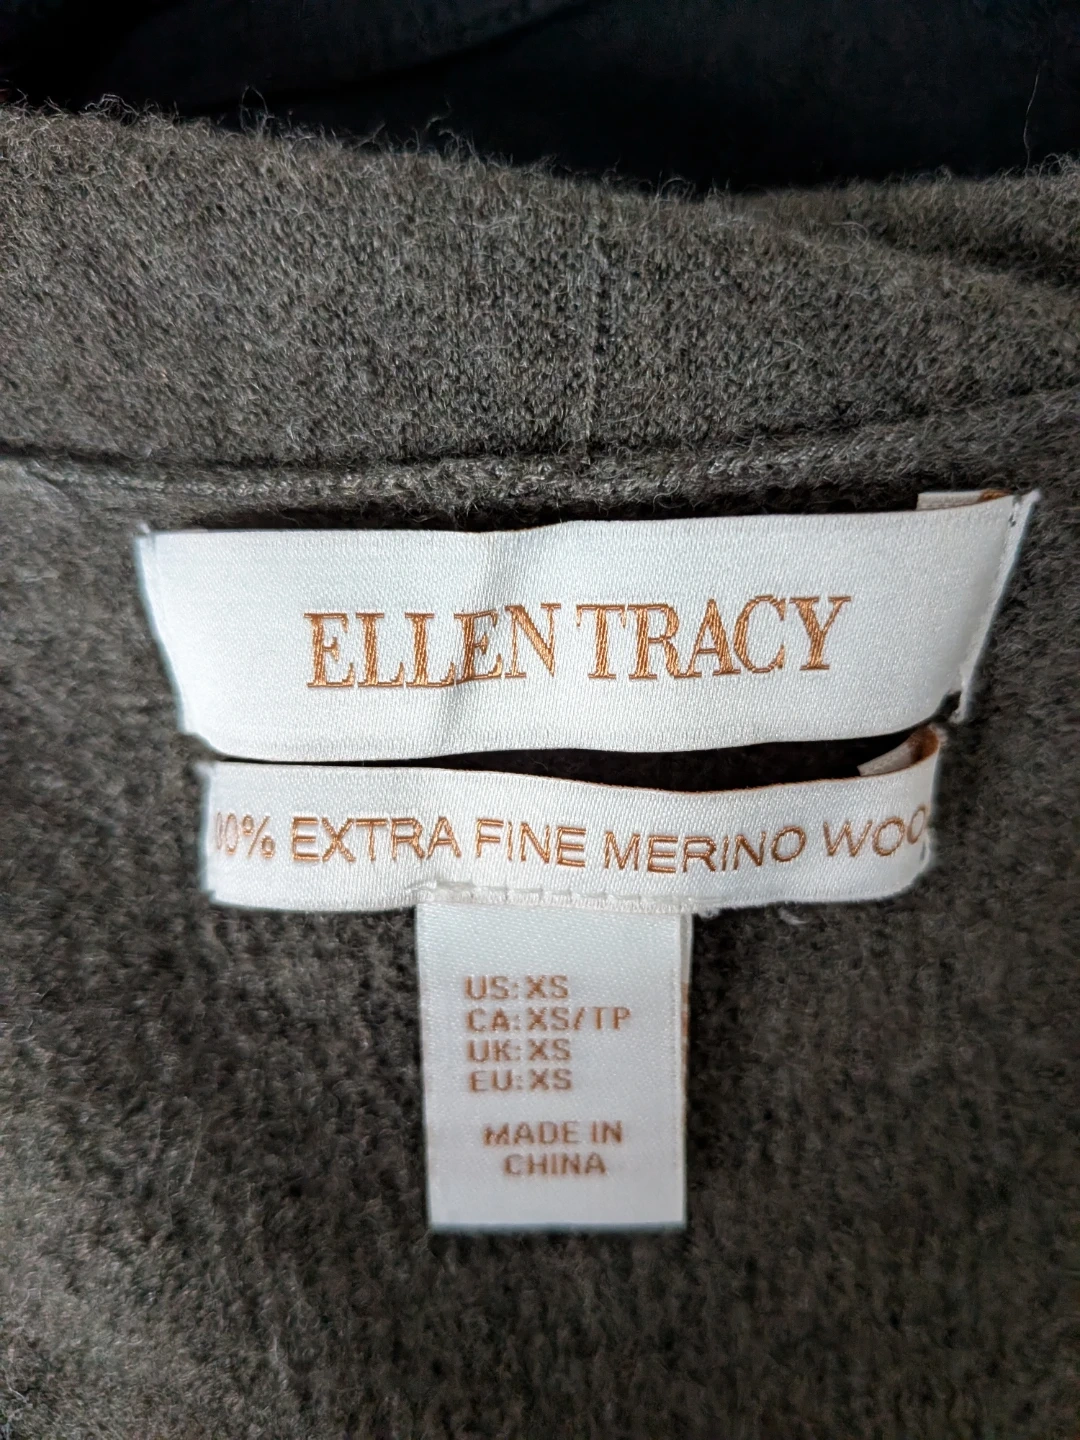 ELLEN TRACY
00% EXTRA FINE MERINO WOO
US: XS
CA: XS/TP
UK: XS
EU: XS
MADE IN
CHINA